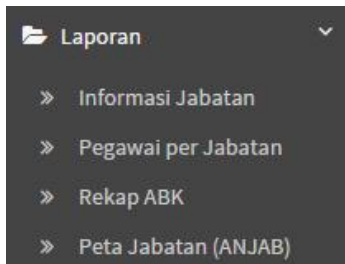 Laporan
Informasi Jabatan
Pegawai per Jabatan
Rekap ABK
Peta Jabatan (ANJAB)